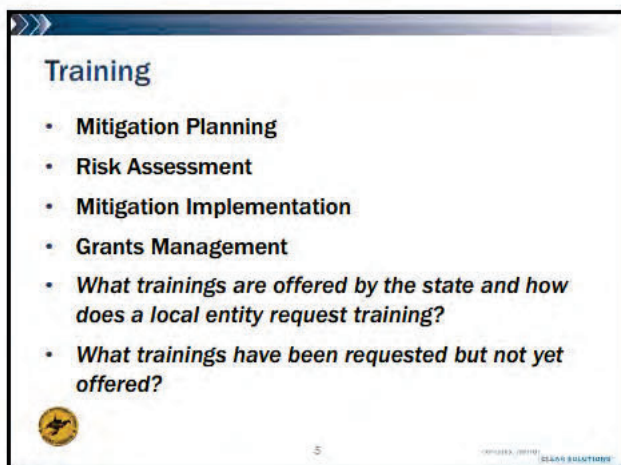 Training
• Mitigation Planning
• Risk Assessment
• Mitigation Implementation
• Grants Management
• What trainings are offered by the state and how
does a local entity request training?
• What trainings have been requested but not yet
offered?
5
SOLUTIONS